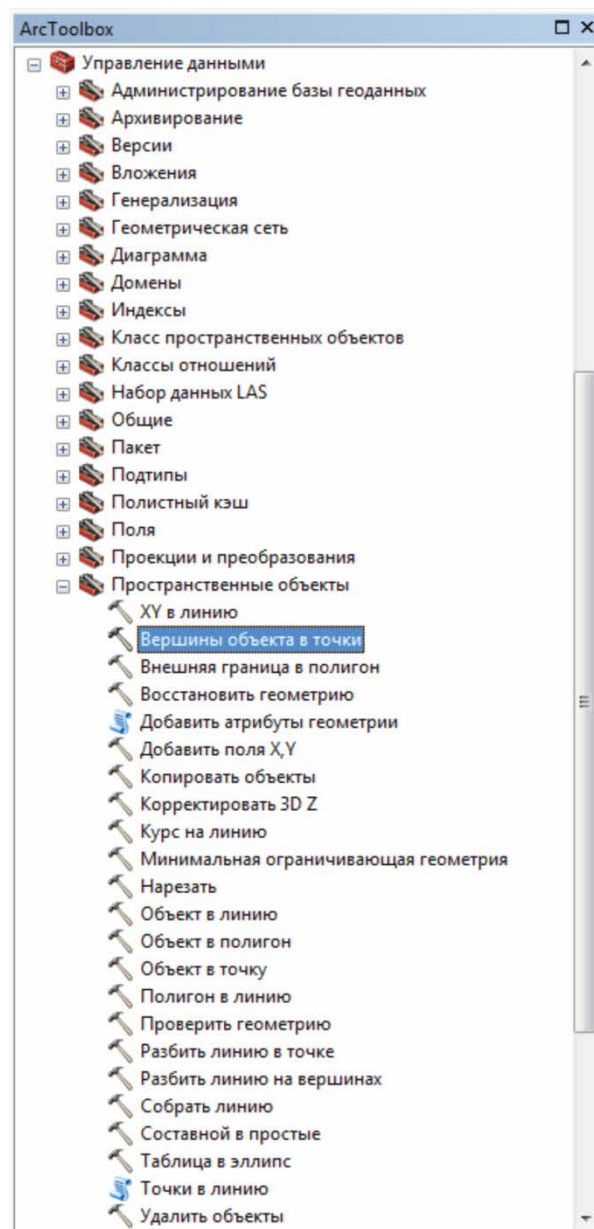 ArcToolbox
Управление данными
Администрирование базы геоданных
Архивирование
Версии
Вложения
Генерализация
Геометрическая сеть
Диаграмма
Домены
Индексы
Класс пространственных объектов
Классы отношений
Набор данных LAS
Общие
Пакет
Подтипы
Полистный кэш
Поля
Проекции и преобразования
Пространственные объекты
XY в линию
Вершины объекта в точки
Внешняя граница в полигон
Восстановить геометрию
Добавить атрибуты геометрии
Добавить поля X,Y
Копировать объекты
Корректировать 3D Z
Курс на линию
Минимальная ограничивающая геометрия
Нарезать
Объект в линию
Объект в полигон
Объект в точку
Полигон в линию
Проверить геометрию
Разбить линию в точке
Разбить линию на вершинах
Собрать линию
Составной в простые
Таблица в эллипс
Точки в линию
Удалить объекты